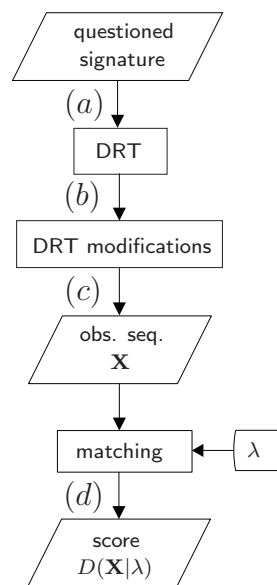 questioned
signature
(a)
DRT
(b)
DRT modifications
(c)
obs. seq.
X
matching
λ
(d)
score
D(X|λ)